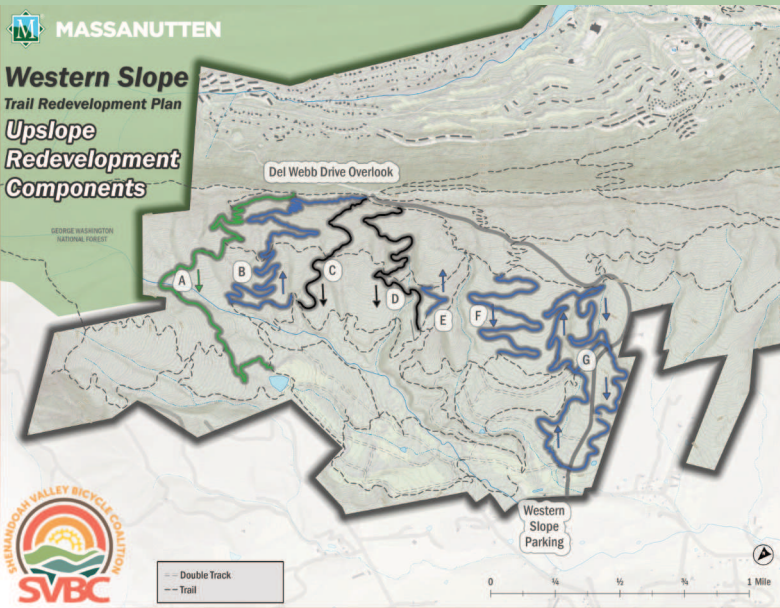 M MASSANUTTEN
Western Slope
Trail Redevelopment Plan
Upslope
Redevelopment
Components
Del Webb Drive Overlook
GEORGE WASHINGTON
NATIONAL FOREST
A
B
C
D
E
F
G
Western
Slope
Parking
SHENANDOAH VALLEY BICYCLE COALITION
SVBC
Double Track
Trail
0 ¼ ½ ¾ 1 Mile